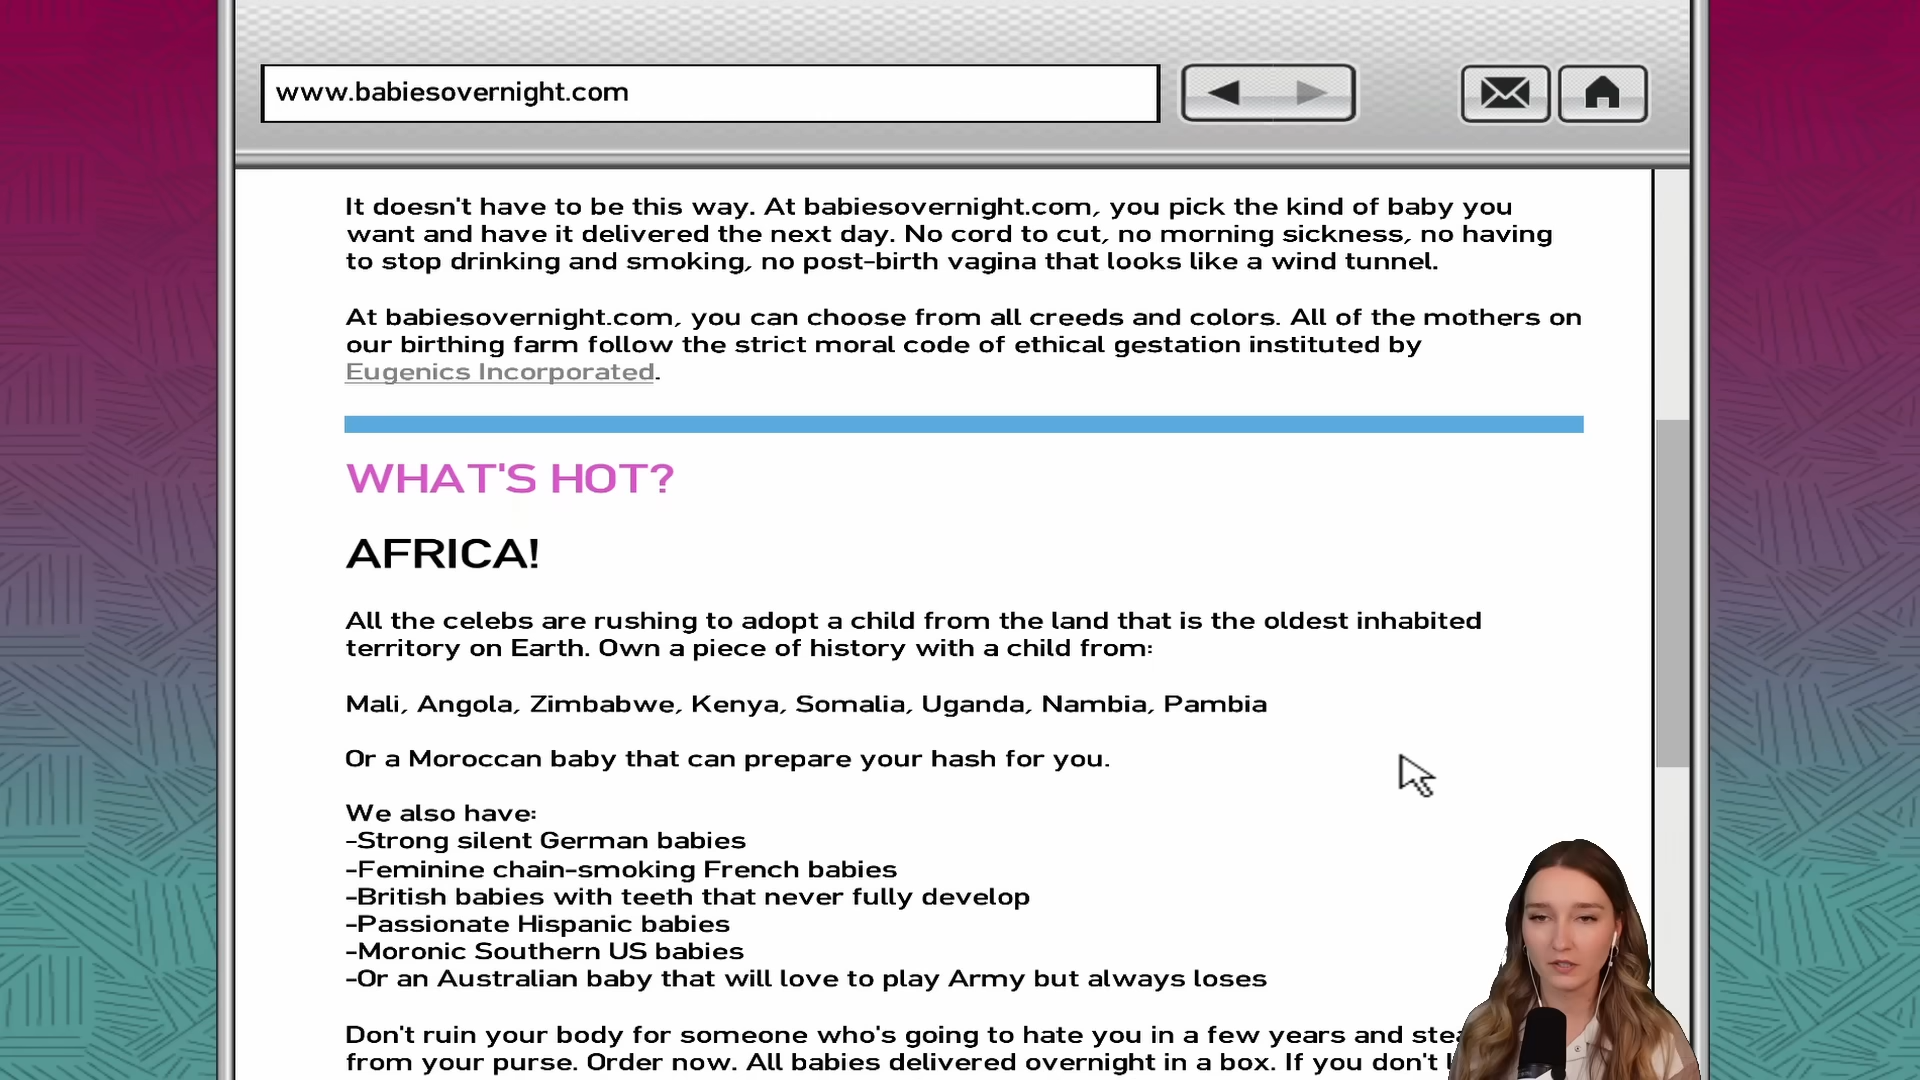 www.babiesovernight.com
It doesn't have to be this way. At babiesovernight.com, you pick the kind of baby you
want and have it delivered the next day. No cord to cut, no morning sickness, no having
to stop drinking and smoking, no post-birth vagina that looks like a wind tunnel.
At babiesovernight.com, you can choose from all creeds and colors. All of the mothers on
our birthing farm follow the strict moral code of ethical gestation instituted by
Eugenics Incorporated.
WHAT'S HOT?
AFRICA!
All the celebs are rushing to adopt a child from the land that is the oldest inhabited
territory on Earth. Own a piece of history with a child from:
Mali, Angola, Zimbabwe, Kenya, Somalia, Uganda, Nambia, Pambia
Or a Moroccan baby that can prepare your hash for you.
We also have:
-Strong silent German babies
-Feminine chain-smoking French babies
-British babies with teeth that never fully develop
-Passionate Hispanic babies
-Moronic Southern US babies
-Or an Australian baby that will love to play Army but always loses
Don't ruin your body for someone who's going to hate you in a few years and
from your purse. Order now. All babies delivered overnight in a box. If you don't